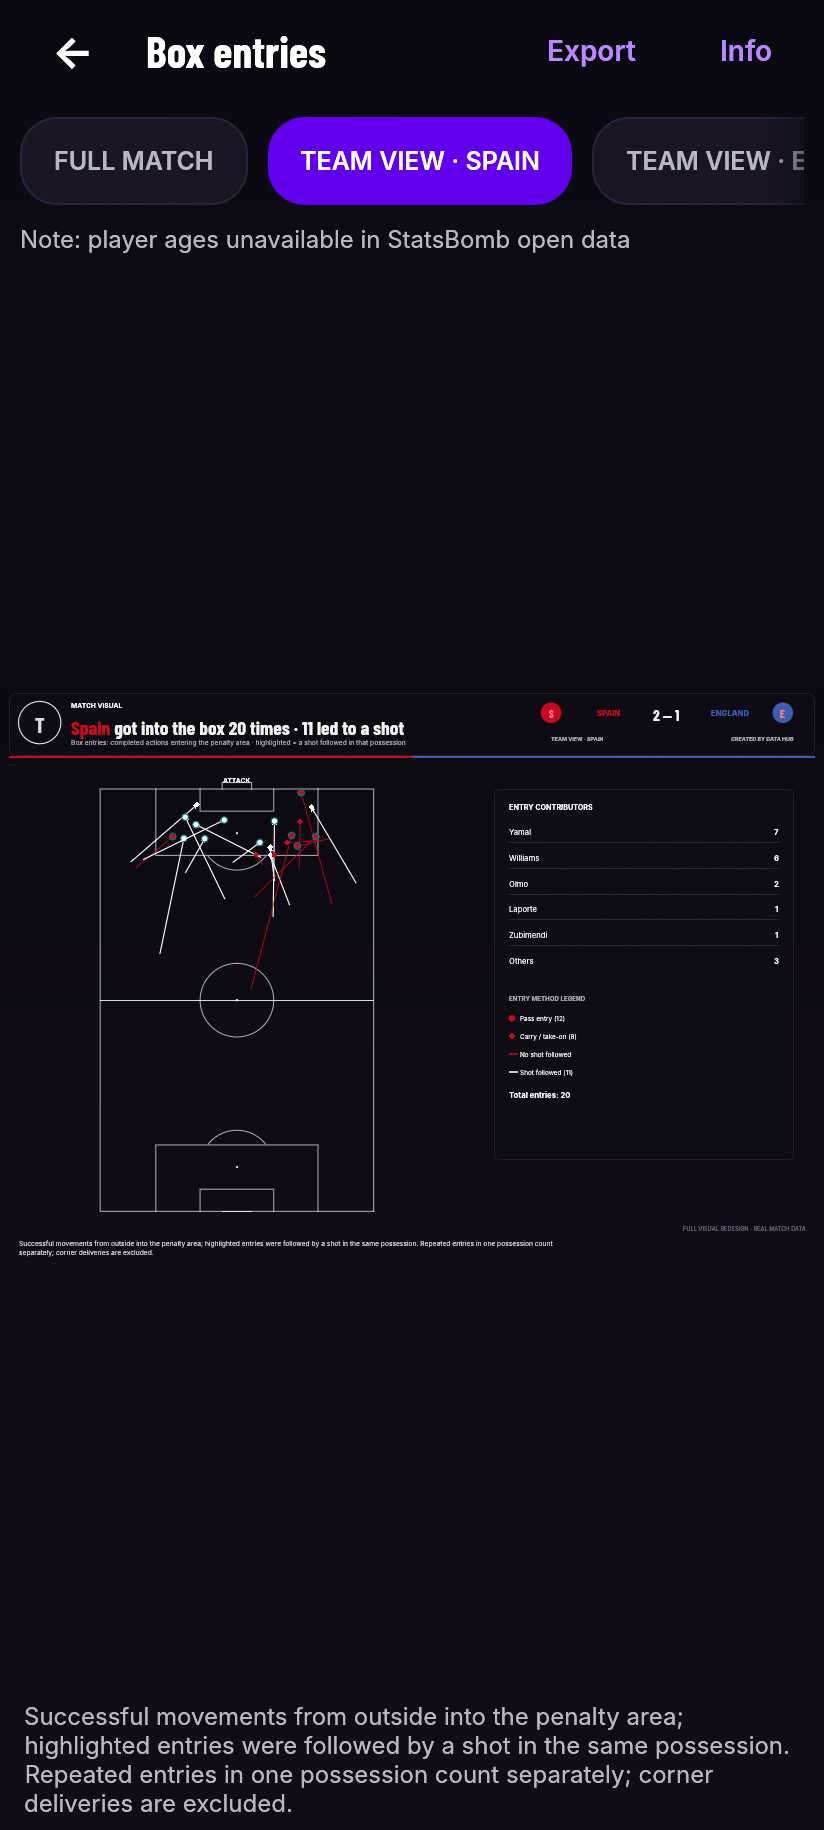 Box entries
Export
Info
FULL MATCH
TEAM VIEW · SPAIN
TEAM VIEW · E
Note: player ages unavailable in StatsBomb open data
T
MATCH VISUAL
Spain got into the box 20 times · 11 led to a shot
Box entries: completed actions entering the penalty area · highlighted = a shot followed in that possession
S
SPAIN
2 – 1
ENGLAND
E
TEAM VIEW · SPAIN
CREATED BY DATA HUB
ATTACK
ENTRY CONTRIBUTORS
Yamal 7
Williams 6
Olmo 2
Laporte 1
Zubimendi 1
Others 3
ENTRY METHOD LEGEND
Pass entry (12)
Carry / take-on (8)
No shot followed
Shot followed (11)
Total entries: 20
FULL VISUAL REDESIGN · REAL MATCH DATA
Successful movements from outside into the penalty area; highlighted entries were followed by a shot in the same possession. Repeated entries in one possession count
separately; corner deliveries are excluded.
Successful movements from outside into the penalty area;
highlighted entries were followed by a shot in the same possession.
Repeated entries in one possession count separately; corner
deliveries are excluded.